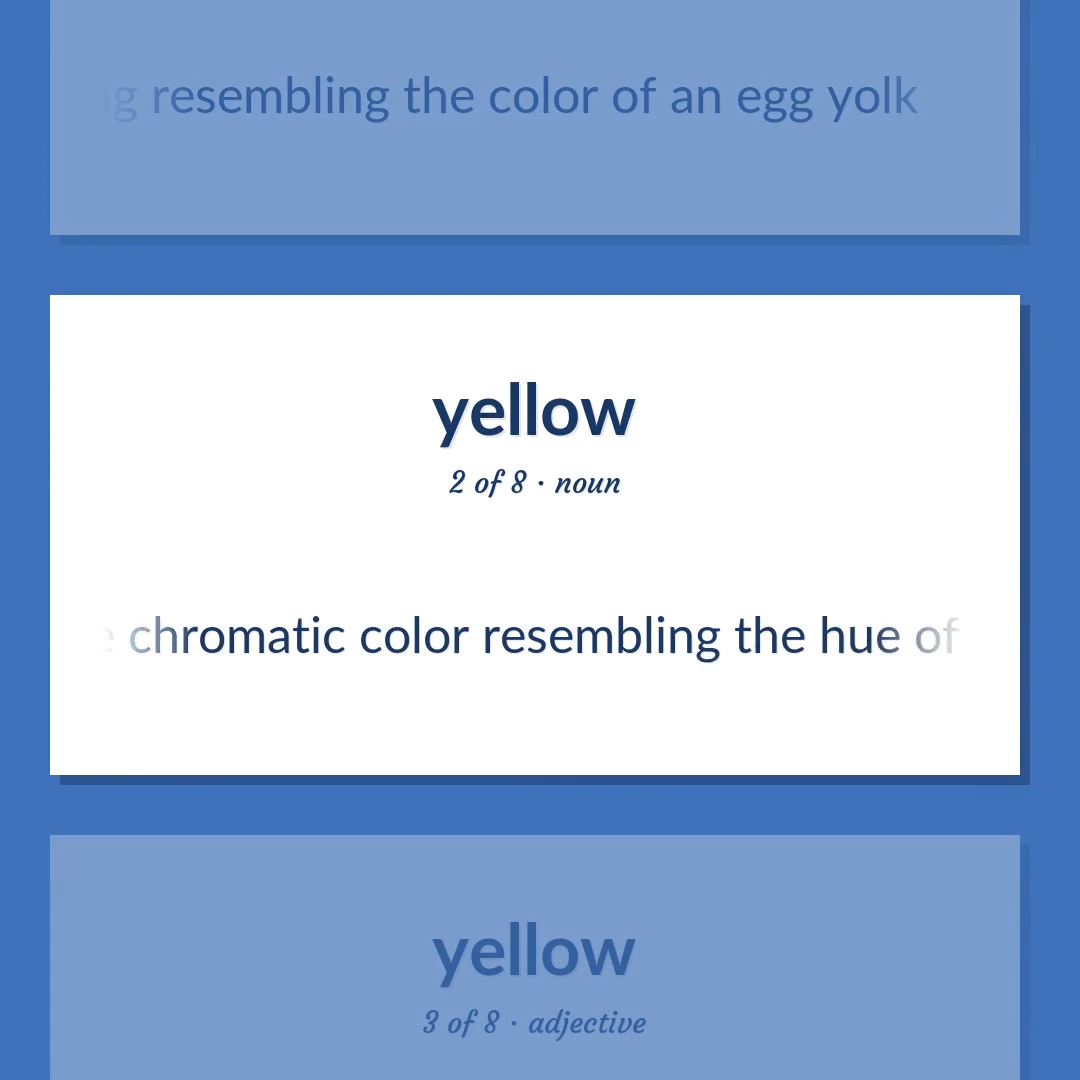 resembling the color of an egg yolk
yellow
2 of 8 · noun
chromatic color resembling the hue of
yellow
3 of 8 · adjective